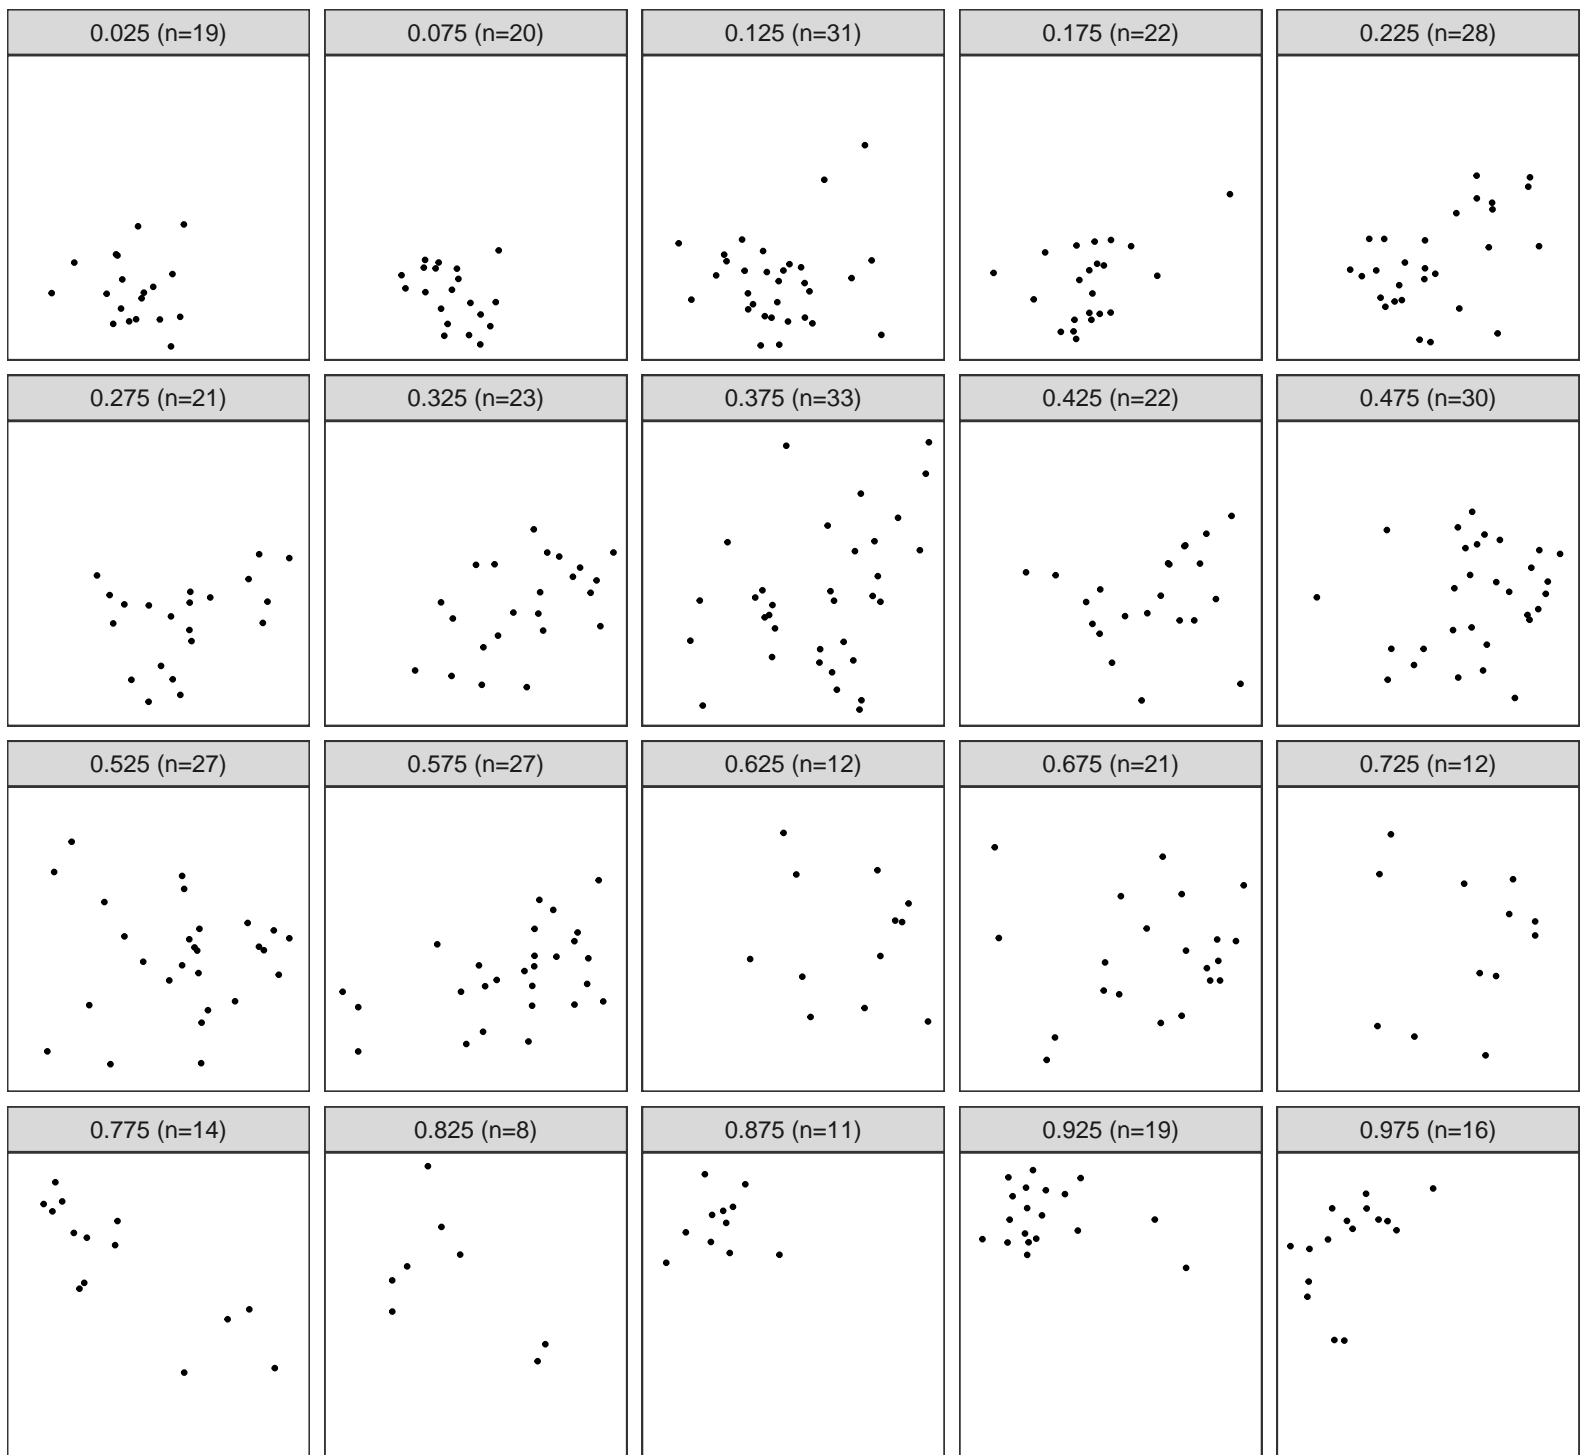 0.025 (n=19)
0.075 (n=20)
0.125 (n=31)
0.175 (n=22)
0.225 (n=28)
0.275 (n=21)
0.325 (n=23)
0.375 (n=33)
0.425 (n=22)
0.475 (n=30)
0.525 (n=27)
0.575 (n=27)
0.625 (n=12)
0.675 (n=21)
0.725 (n=12)
0.775 (n=14)
0.825 (n=8)
0.875 (n=11)
0.925 (n=19)
0.975 (n=16)